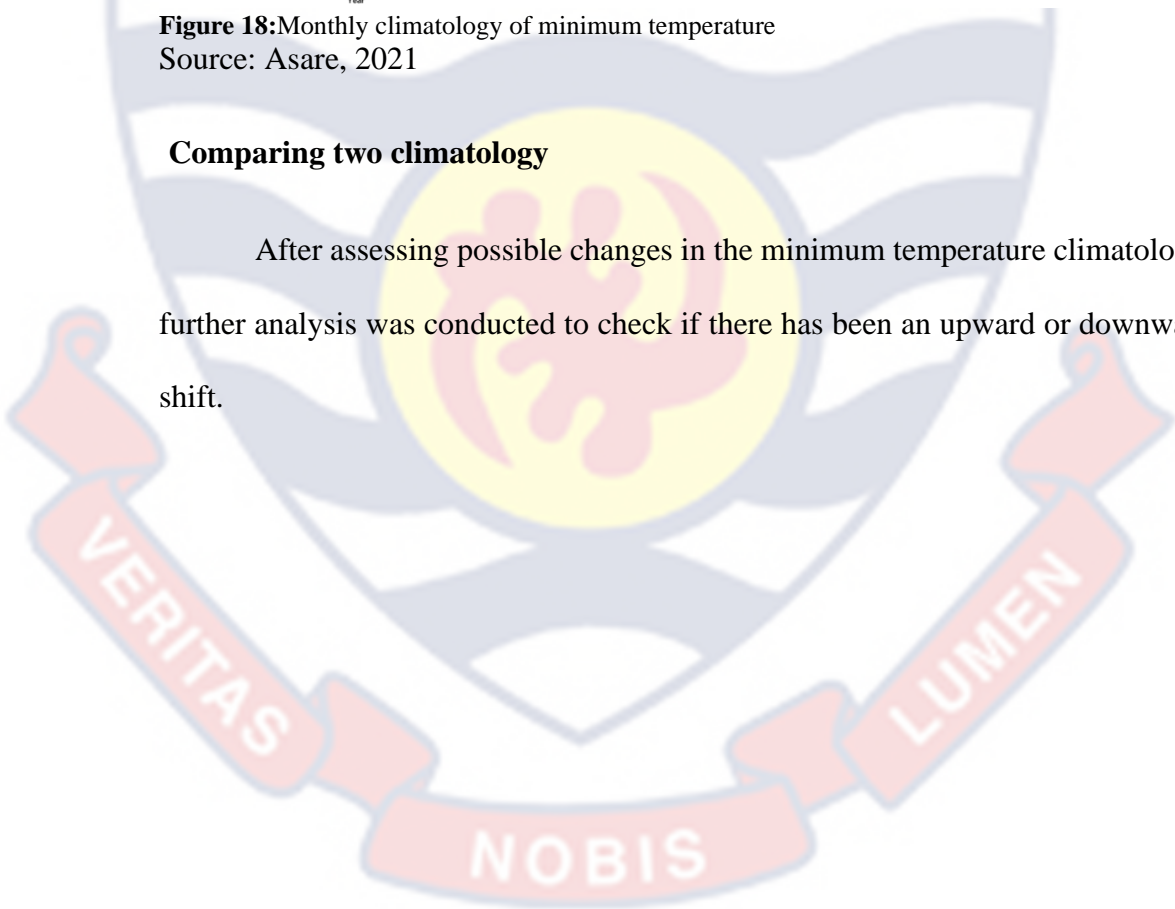 Year
Figure 18:Monthly climatology of minimum temperature
Source: Asare, 2021
Comparing two climatology
After assessing possible changes in the minimum temperature
further analysis was conducted to check if there has been an upward or
shift.
VERITAS
NOBIS
LUMEN